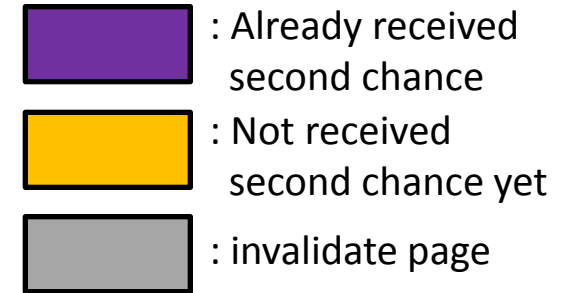 : Already received
second chance
: Not received
second chance yet
: invalidate page